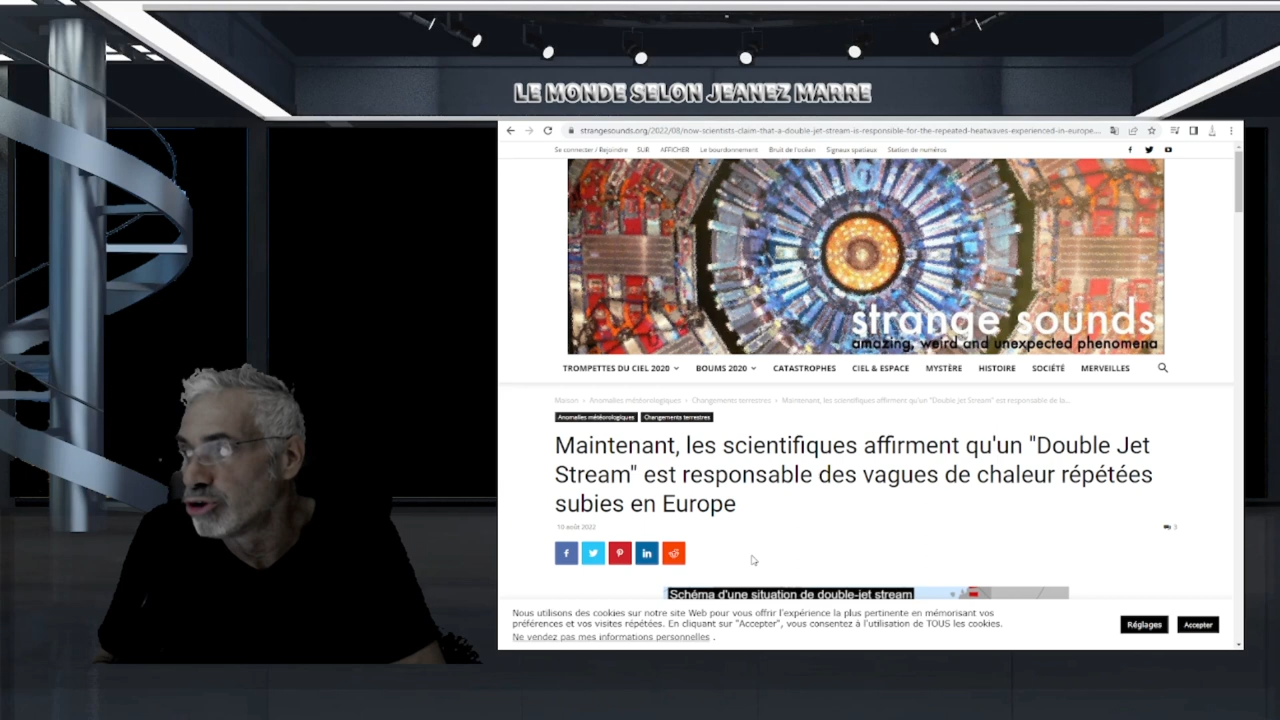 LE MONDE SELON JEANEZ MARRE
strangesounds.org/2022/08/now-scientists-claim-that-a-double-jet-stream-is-responsible-for-the-repeated-heatwaves-experienced-in-europe...
Se connecter / Rejoindre SUR AFFICHER Le bourdonnement Bruit de l'océan Signaux spatiaux Station de numéros
strange sounds
amazing, weird and unexpected phenomena
TROMPETTES DU CIEL 2020 BOUMS 2020 CATASTROPHES CIEL & ESPACE MYSTÈRE HISTOIRE SOCIÉTÉ MERVEILLES
Maison › Anomalies météorologiques › Changements terrestres › Maintenant, les scientifiques affirment qu'un "Double Jet Stream" est responsable de la...
Anomalies météorologiques Changements terrestres
Maintenant, les scientifiques affirment qu'un "Double Jet
Stream" est responsable des vagues de chaleur répétées
subies en Europe
10 août 2022 3
Schéma d'une situation de double-jet stream
Nous utilisons des cookies sur notre site Web pour vous offrir l'expérience la plus pertinente en mémorisant vos
préférences et vos visites répétées. En cliquant sur "Accepter", vous consentez à l'utilisation de TOUS les cookies.
Ne vendez pas mes informations personnelles .
Réglages Accepter